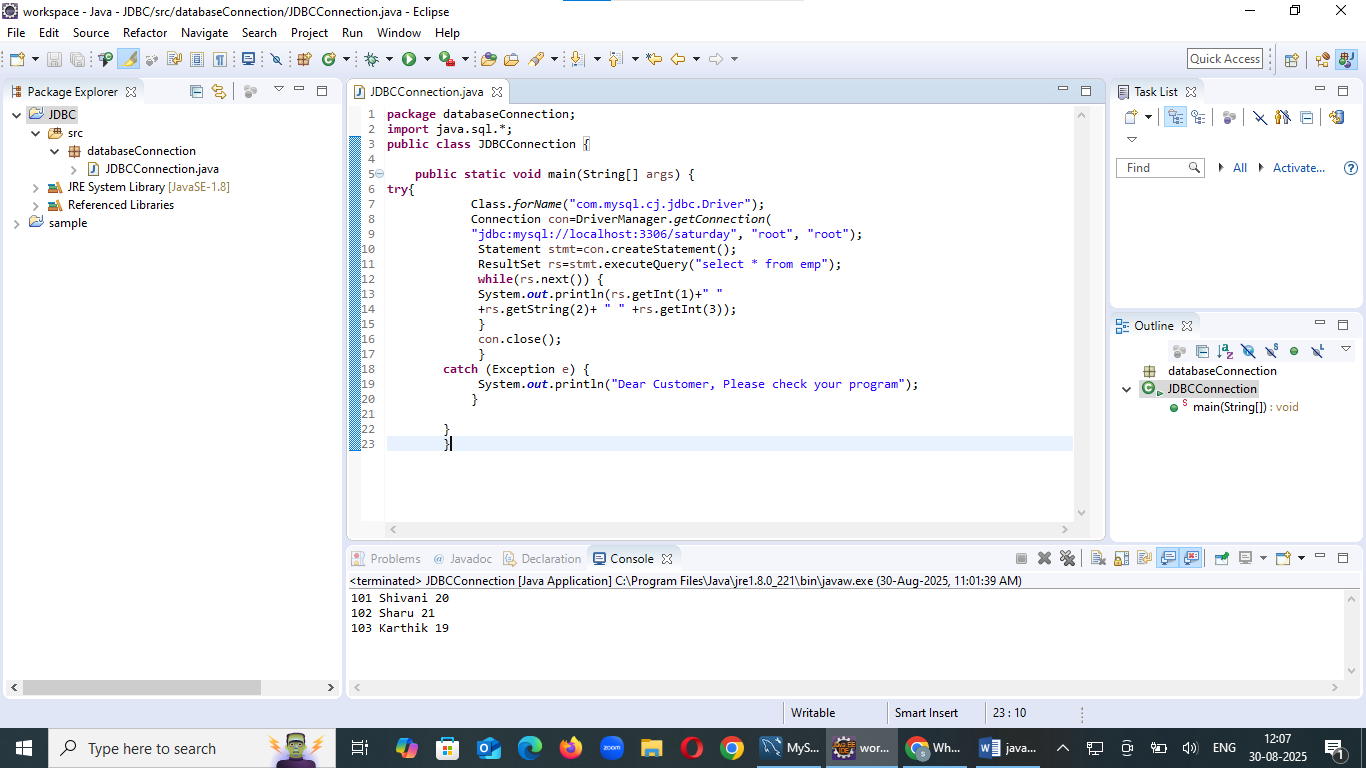 workspace - Java - JDBC/src/databaseConnection/JDBCConnection.java - Eclipse
File Edit Source Refactor Navigate Search Project Run Window Help
Quick Access
Package Explorer
JDBC
src
databaseConnection
JDBCConnection.java
JRE System Library [JavaSE-1.8]
Referenced Libraries
sample
JDBCConnection.java
1 package databaseConnection;
2 import java.sql.*;
3 public class JDBCConnection {
4
5 public static void main(String[] args) {
6 try{
7 Class.forName("com.mysql.cj.jdbc.Driver");
8 Connection con=DriverManager.getConnection(
9 "jdbc:mysql://localhost:3306/saturday", "root", "root");
10 Statement stmt=con.createStatement();
11 ResultSet rs=stmt.executeQuery("select * from emp");
12 while(rs.next()) {
13 System.out.println(rs.getInt(1)+" "
14 +rs.getString(2)+ " " +rs.getInt(3));
15 }
16 con.close();
17 }
18 catch (Exception e) {
19 System.out.println("Dear Customer, Please check your program");
20 }
21
22 }
23 }
Task List
Find All Activate... ?
Outline
databaseConnection
JDBCConnection
main(String[]) : void
Problems @ Javadoc Declaration Console
<terminated> JDBCConnection [Java Application] C:\Program Files\Java\jre1.8.0_221\bin\javaw.exe (30-Aug-2025, 11:01:39 AM)
101 Shivani 20
102 Sharu 21
103 Karthik 19
Writable Smart Insert 23 : 10
Type here to search
zoom
MyS...
wor...
Wh...
java...
ENG
12:07
30-08-2025
1